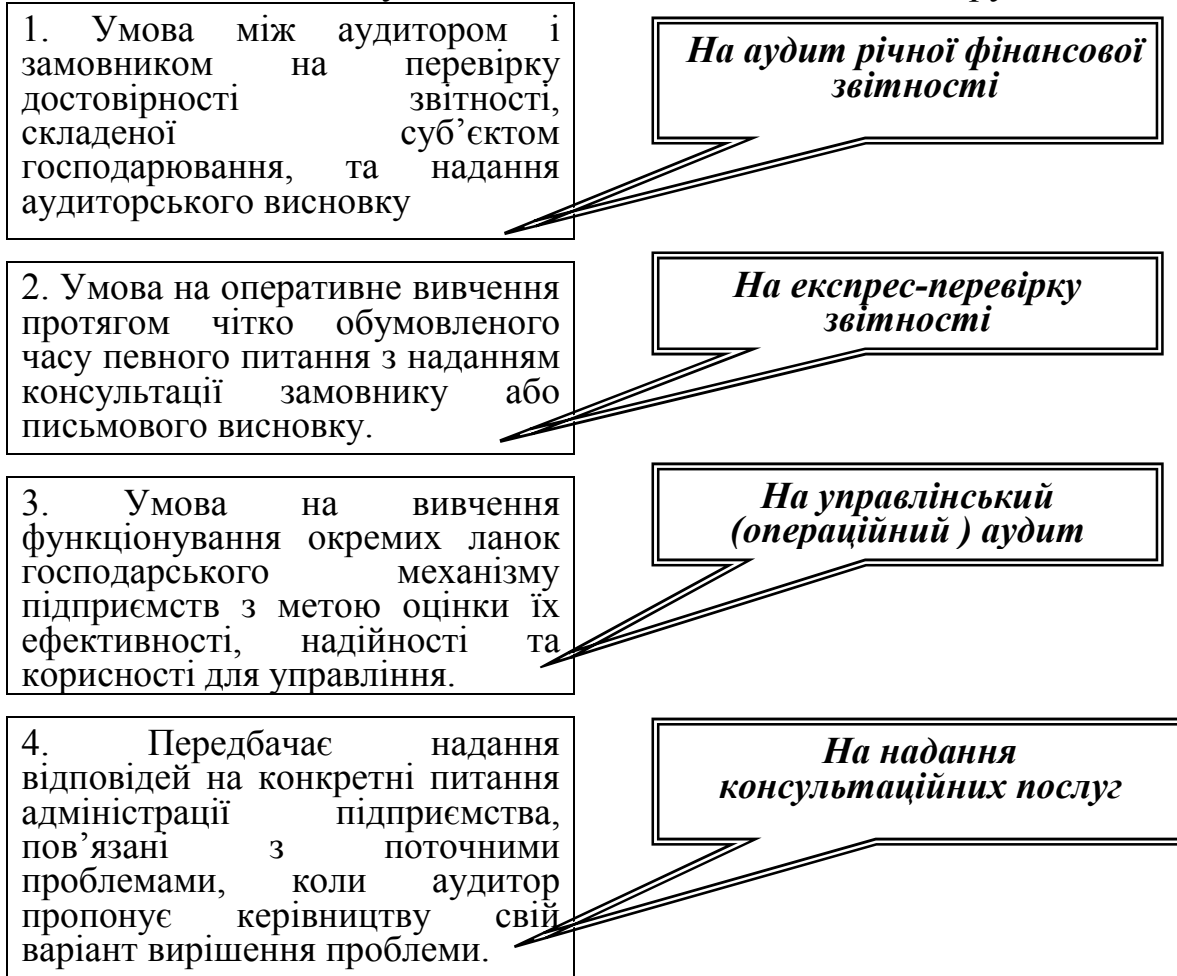 1. Умова між аудитором і
замовником на перевірку
достовірності звітності,
складеної суб’єктом
господарювання, та надання
аудиторського висновку
На аудит річної фінансової
звітності
2. Умова на оперативне вивчення
протягом чітко обумовленого
часу певного питання з наданням
консультації замовнику або
письмового висновку.
На експрес-перевірку
звітності
3. Умова на вивчення
функціонування окремих ланок
господарського механізму
підприємств з метою оцінки їх
ефективності, надійності та
корисності для управління.
На управлінський
(операційний ) аудит
4. Передбачає надання
відповідей на конкретні питання
адміністрації підприємства,
пов’язані з поточними
проблемами, коли аудитор
пропонує керівництву свій
варіант вирішення проблеми.
На надання
консультаційних послуг